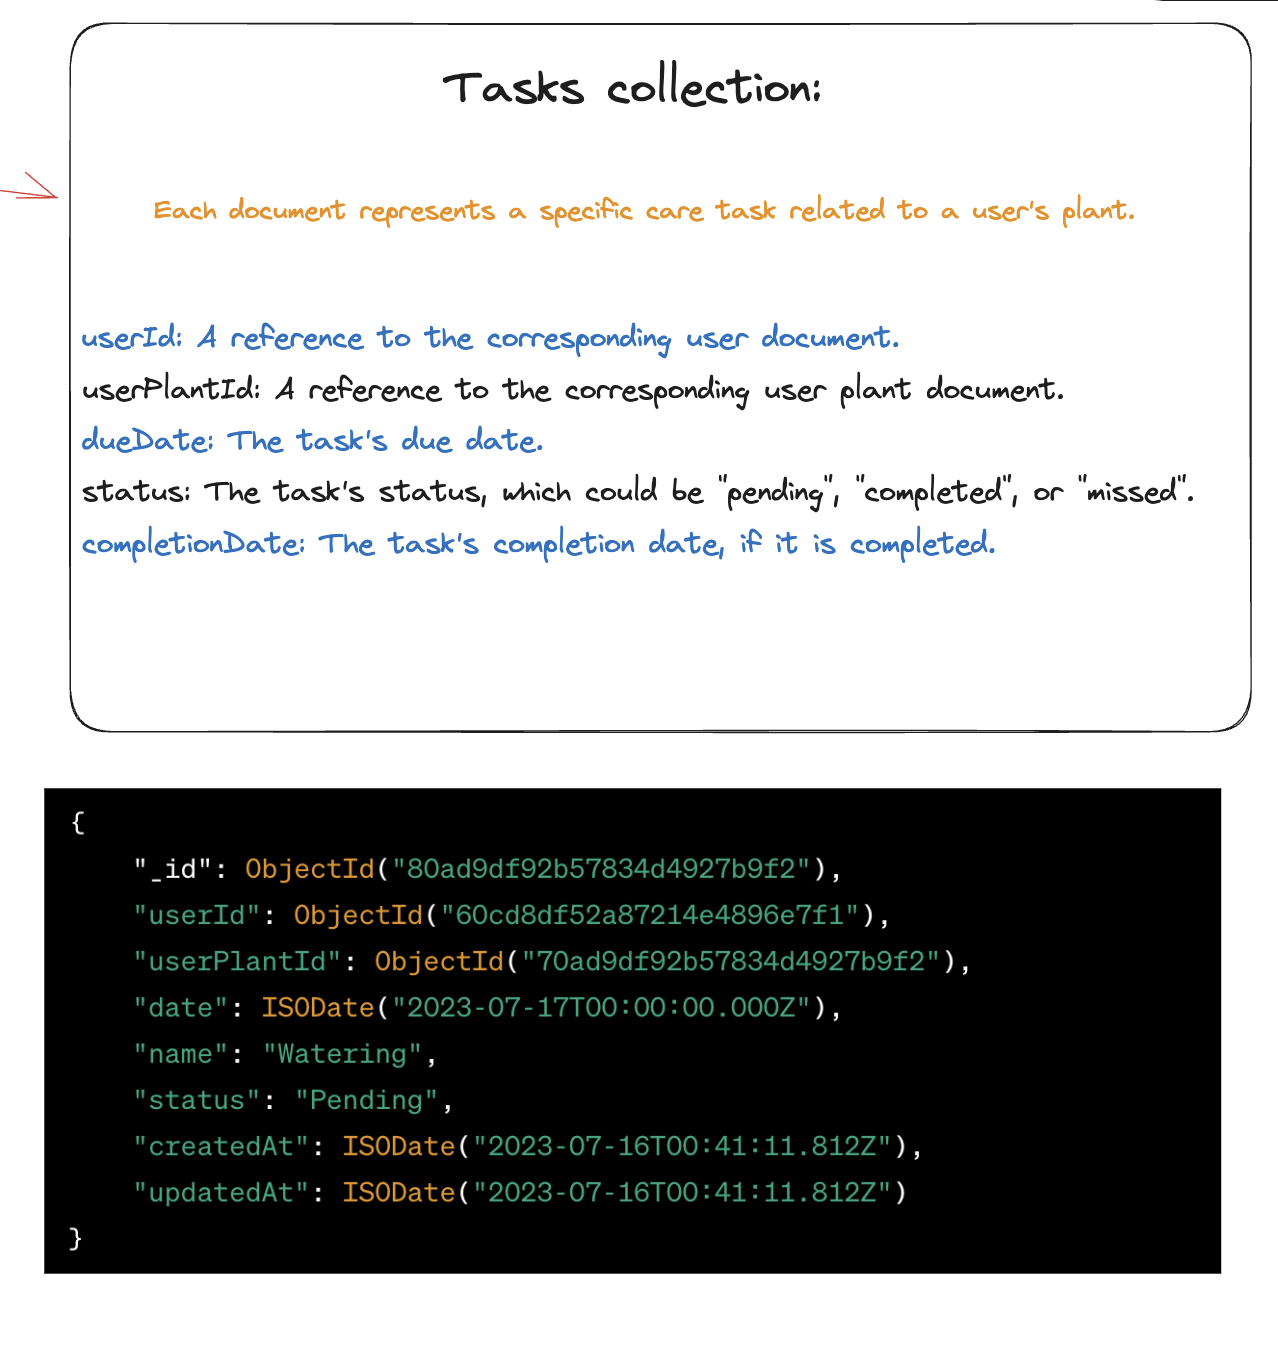 Tasks collection:
Each document represents a specific care task related to a user's plant.
userId: A reference to the corresponding user document.
userPlantId: A reference to the corresponding user plant document.
dueDate: The task's due date.
status: The task's status, which could be "pending", "completed", or "missed".
completionDate: The task's completion date, if it is completed.
{
"_id": ObjectId("80ad9df92b57834d4927b9f2"),
"userId": ObjectId("60cd8df52a87214e4896e7f1"),
"userPlantId": ObjectId("70ad9df92b57834d4927b9f2"),
"date": ISODate("2023-07-17T00:00:00.000Z"),
"name": "Watering",
"status": "Pending",
"createdAt": ISODate("2023-07-16T00:41:11.812Z"),
"updatedAt": ISODate("2023-07-16T00:41:11.812Z")
}